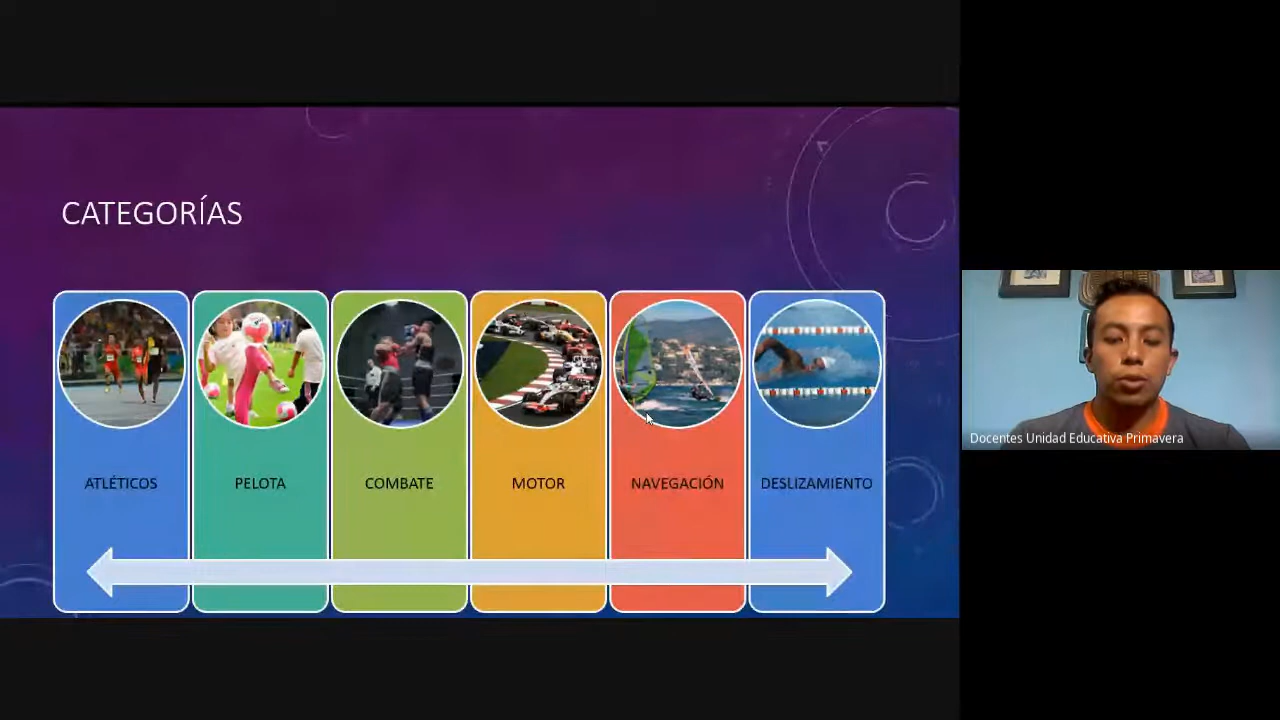 CATEGORÍAS
ATLÉTICOS
PELOTA
COMBATE
MOTOR
NAVEGACIÓN
DESLIZAMIENTO
Docentes Unidad Educativa Primavera